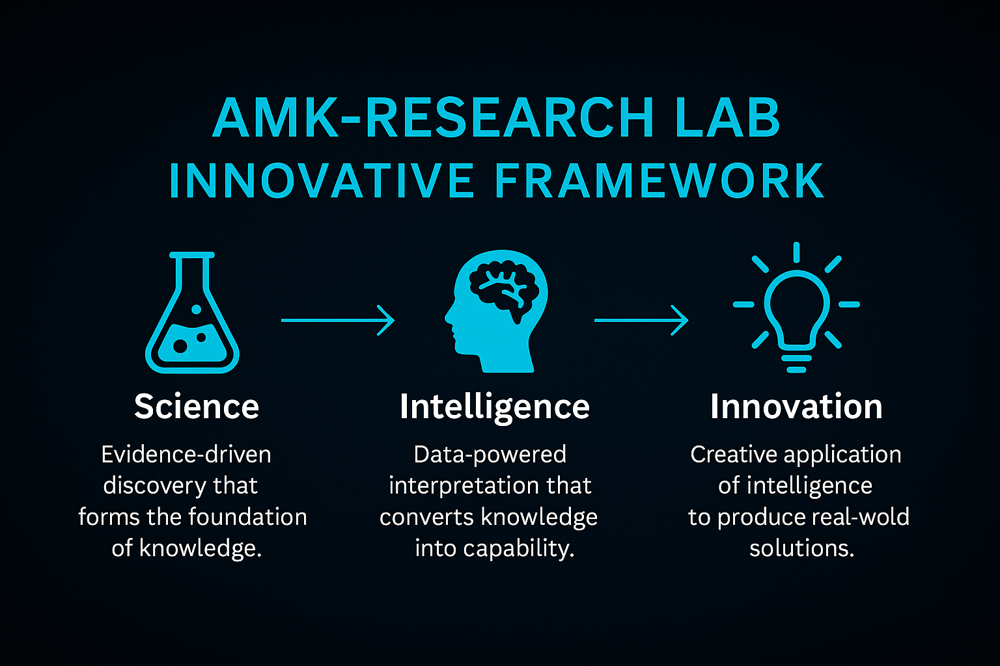 AMK-RESEARCH LAB
INNOVATIVE FRAMEWORK
Science
Evidence-driven
discovery that
forms the foundation
of knowledge.
Intelligence
Data-powered
interpretation that
converts knowledge
into capability.
Innovation
Creative application
of intelligence
to produce real-wold
solutions.